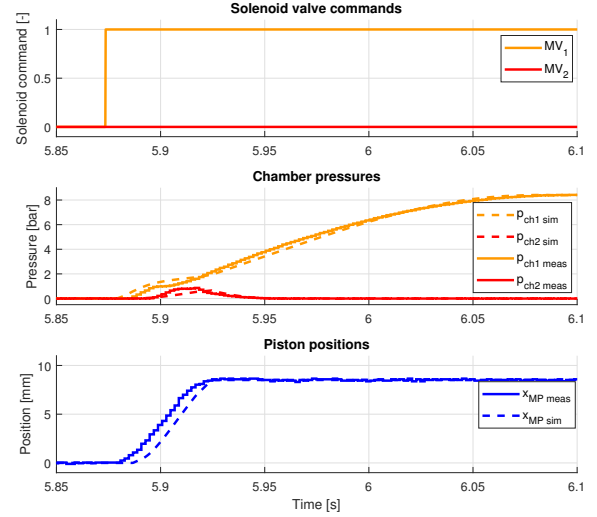 Solenoid valve commands
Solenoid command [-]
1
0.5
0
MV1
MV2
5.85 5.9 5.95 6 6.05 6.1
Chamber pressures
Pressure [bar]
8
6
4
2
0
pch1 sim
pch2 sim
pch1 meas
pch2 meas
5.85 5.9 5.95 6 6.05 6.1
Piston positions
Position [mm]
10
5
0
xMP meas
xMP sim
5.85 5.9 5.95 6 6.05 6.1
Time [s]